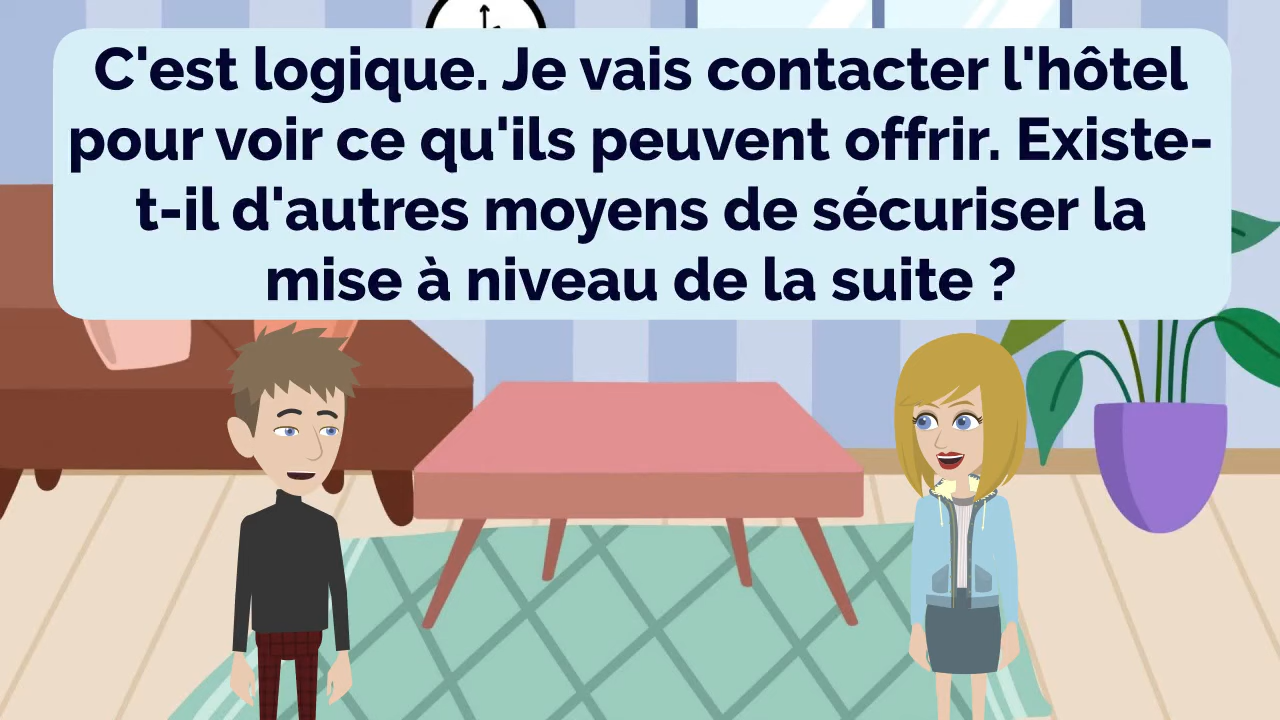 C'est logique. Je vais contacter l'hôtel
pour voir ce qu'ils peuvent offrir. Existe-
t-il d'autres moyens de sécuriser la
mise à niveau de la suite ?